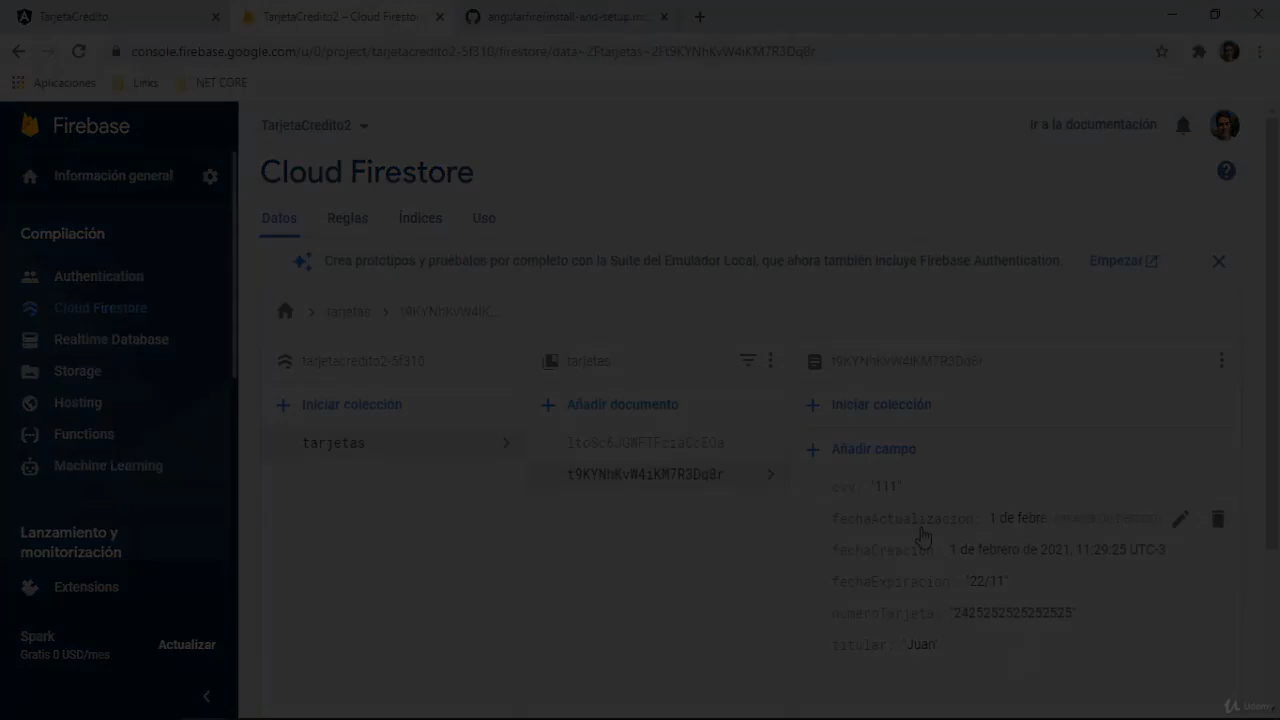 TarjetaCredito
TarjetaCredito2 – Cloud Firesto
angularfire/install-and-setup.m
console.firebase.google.com/u/0/project/tarjetacredito2-5f310/firestore/data~2Ftarjetas~2Ft9KYNhKvW4iKM7R3Dq8r
Aplicaciones
Links
NET CORE
Firebase
TarjetaCredito2
Ir a la documentación
Información general
Cloud Firestore
Compilación
Datos
Reglas
Índices
Uso
Crea prototipos y pruébalos por completo con la Suite del Emulador Local, que ahora también incluye Firebase Authentication.
Empezar
Authentication
Cloud Firestore
Realtime Database
Storage
Hosting
Functions
Machine Learning
Lanzamiento y
monitorización
Extensions
Spark
Gratis 0 USD/mes
Actualizar
tarjetas
t9KYNhKvW4iK...
tarjetacredito2-5f310
tarjetas
t9KYNhKvW4iKM7R3Dq8r
Iniciar colección
Añadir documento
Iniciar colección
tarjetas
t9KYNhKvW4iKM7R3Dq8r
Añadir campo
cvv: "111"
fechaActualizacion: 1 de febre
fechaCreacion: 1 de febrero de 2021, 11:29:25 UTC-3
fechaExpiracion: "22/11"
numeroTarjeta: "2425252525252525"
titular: "Juan"
Udemy